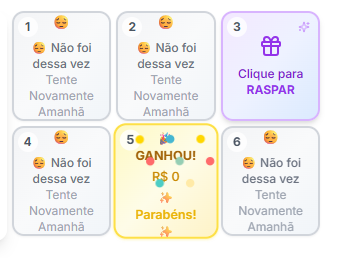 1
Não foi
dessa vez
Tente
Novamente
Amanhã
2
Não foi
dessa vez
Tente
Novamente
Amanhã
3
Clique para
RASPAR
4
Não foi
dessa vez
Tente
Novamente
Amanhã
5
GANHOU!
R$ 0
Parabéns!
6
Não foi
dessa vez
Tente
Novamente
Amanhã